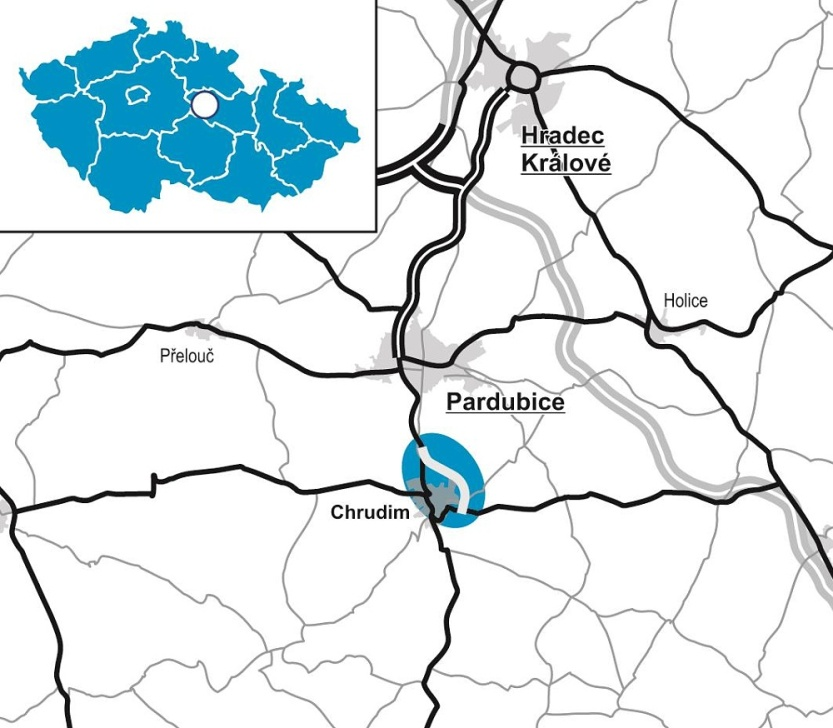 Hradec
Králové
Holice
Přelouč
Pardubice
Chrudim